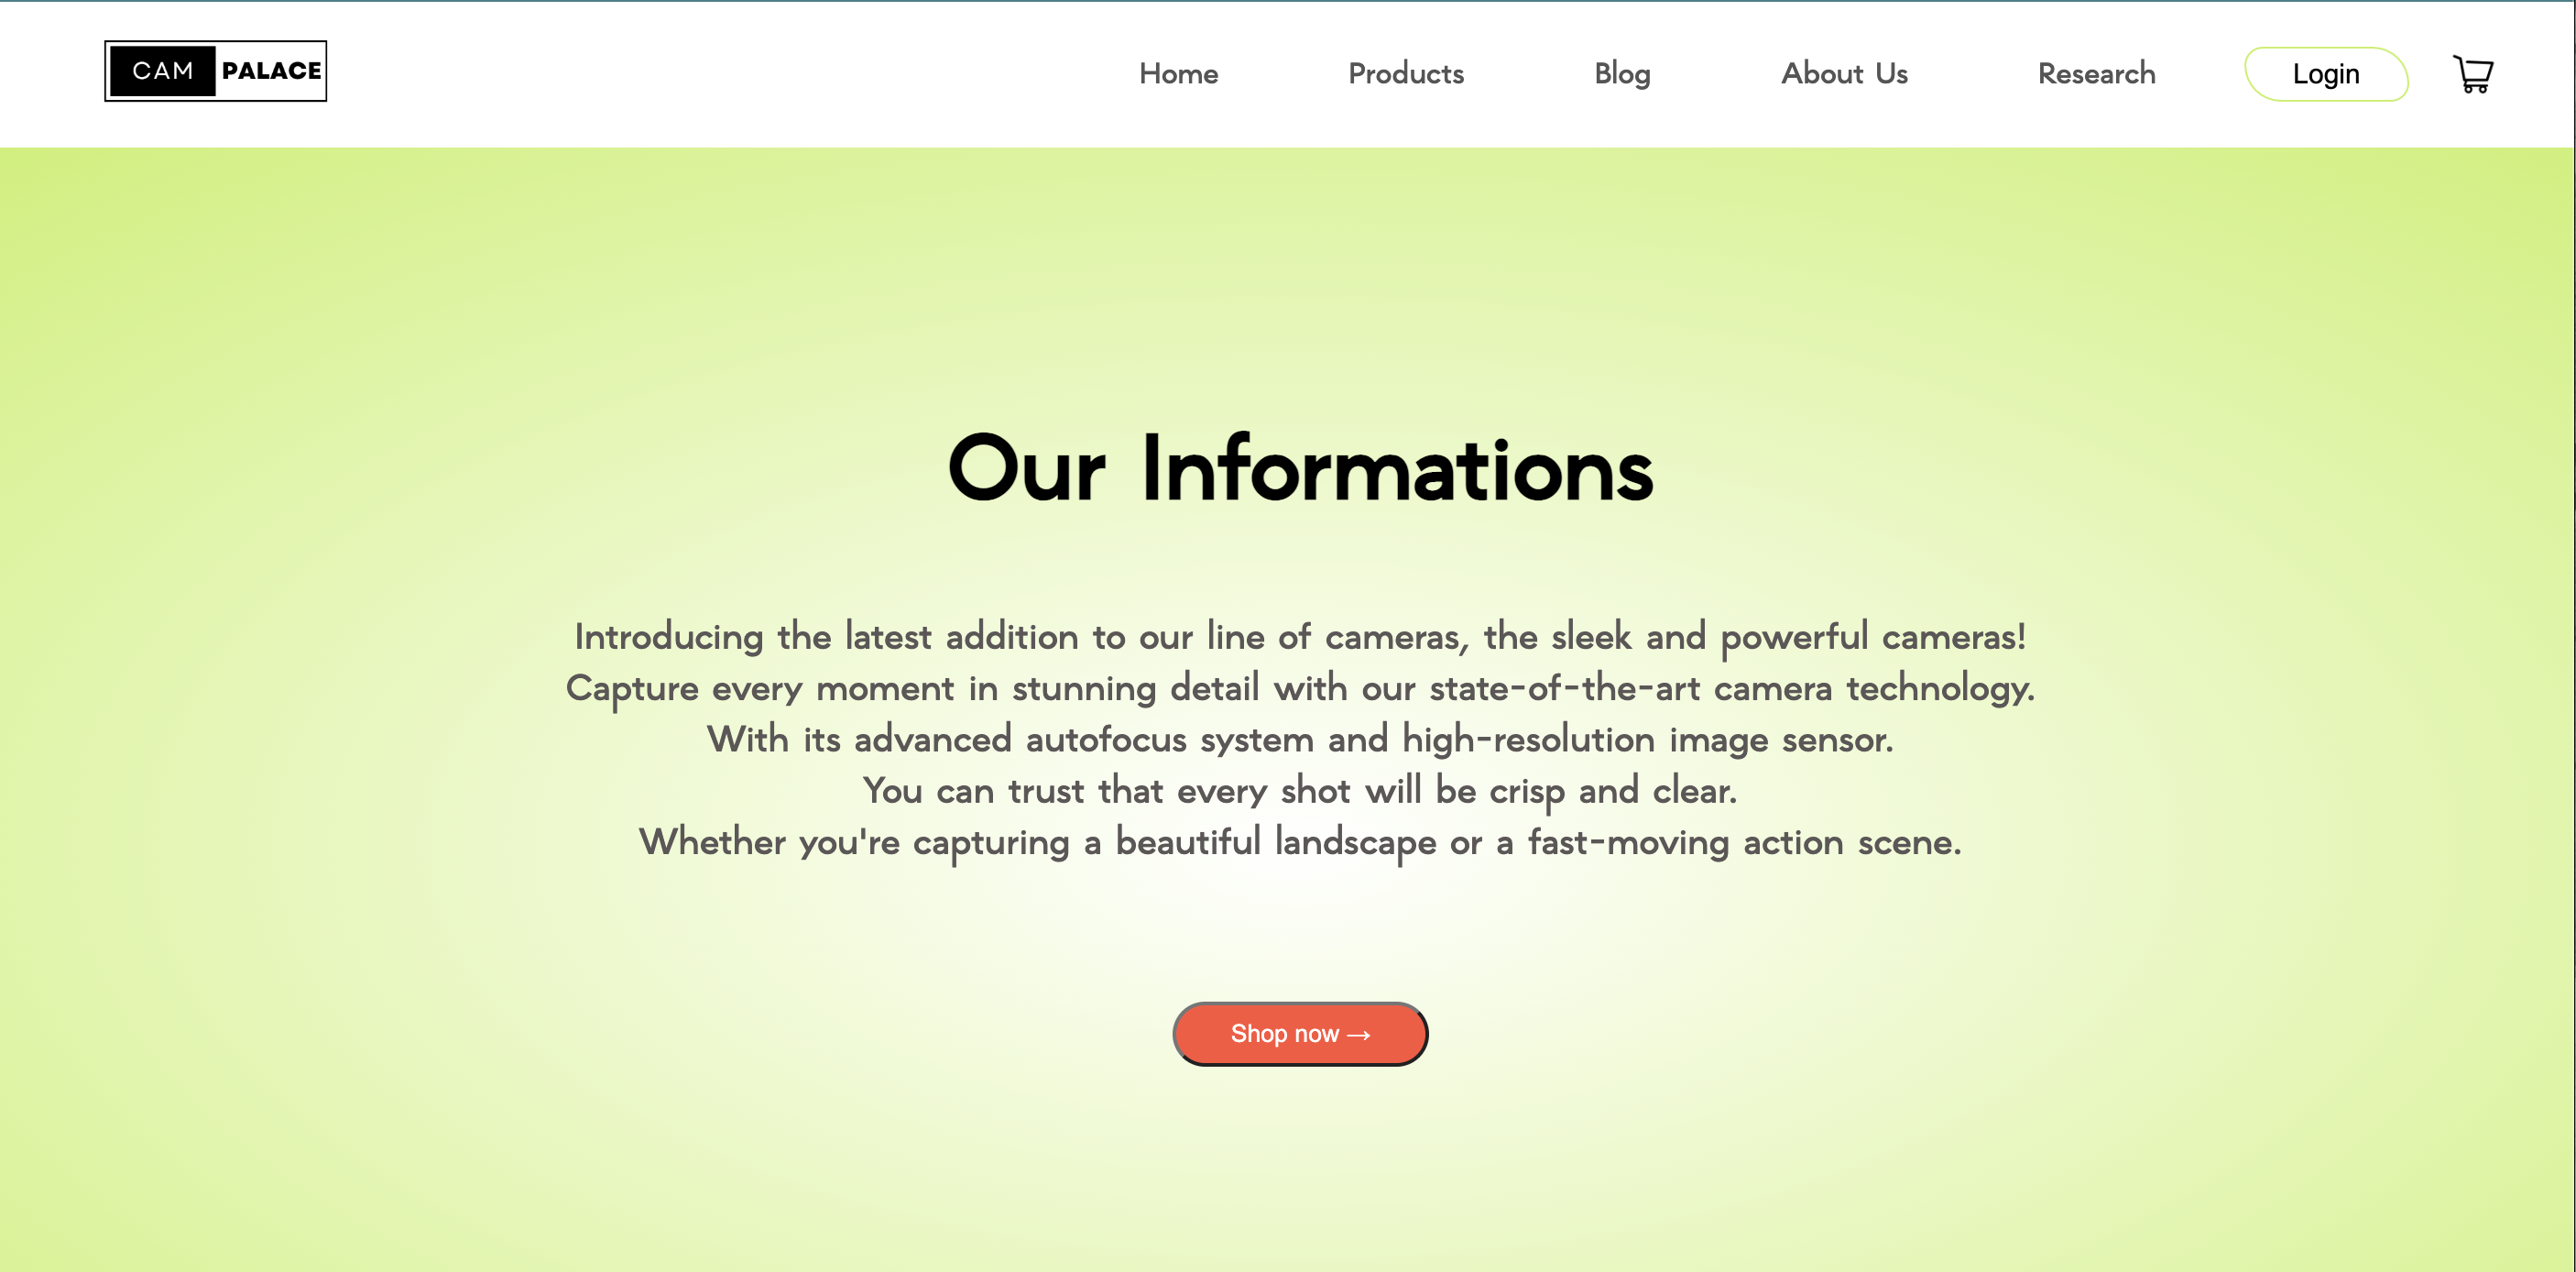 CAM PALACE
Home Products Blog About Us Research Login
Our Informations
Introducing the latest addition to our line of cameras, the sleek and powerful cameras!
Capture every moment in stunning detail with our state-of-the-art camera technology.
With its advanced autofocus system and high-resolution image sensor.
You can trust that every shot will be crisp and clear.
Whether you're capturing a beautiful landscape or a fast-moving action scene.
Shop now →